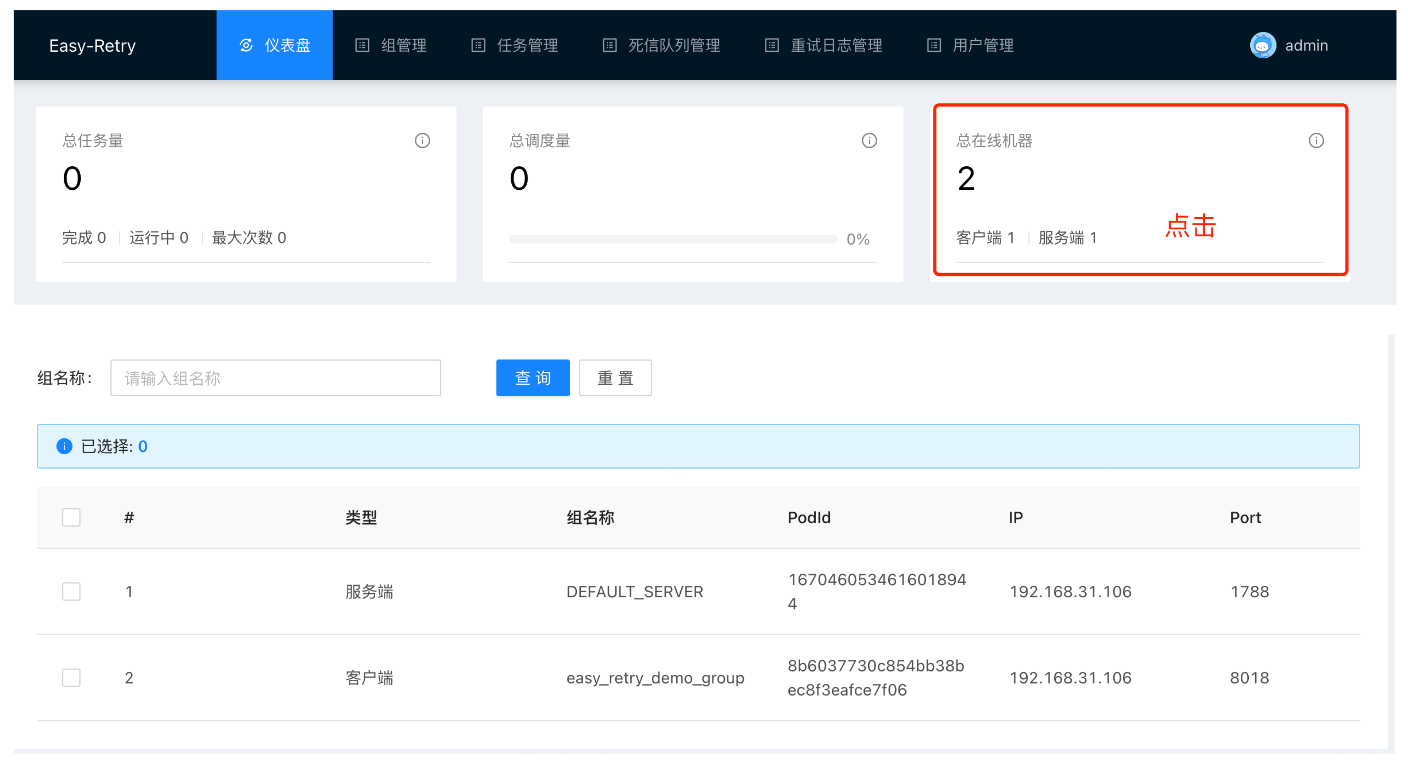 Easy-Retry 仪表盘 组管理 任务管理 死信队列管理 重试日志管理 用户管理 admin
总任务量 总调度量 总在线机器
0 0 2
完成 0 运行中 0 最大次数 0 0% 客户端 1 服务端 1 点击
组名称: 请输入组名称 查 询 重 置
已选择: 0
# 类型 组名称 PodId IP Port
1 服务端 DEFAULT_SERVER 167046053461601894 192.168.31.106 1788
4
2 客户端 easy_retry_demo_group 8b6037730c854bb38b 192.168.31.106 8018
ec8f3eafce7f06